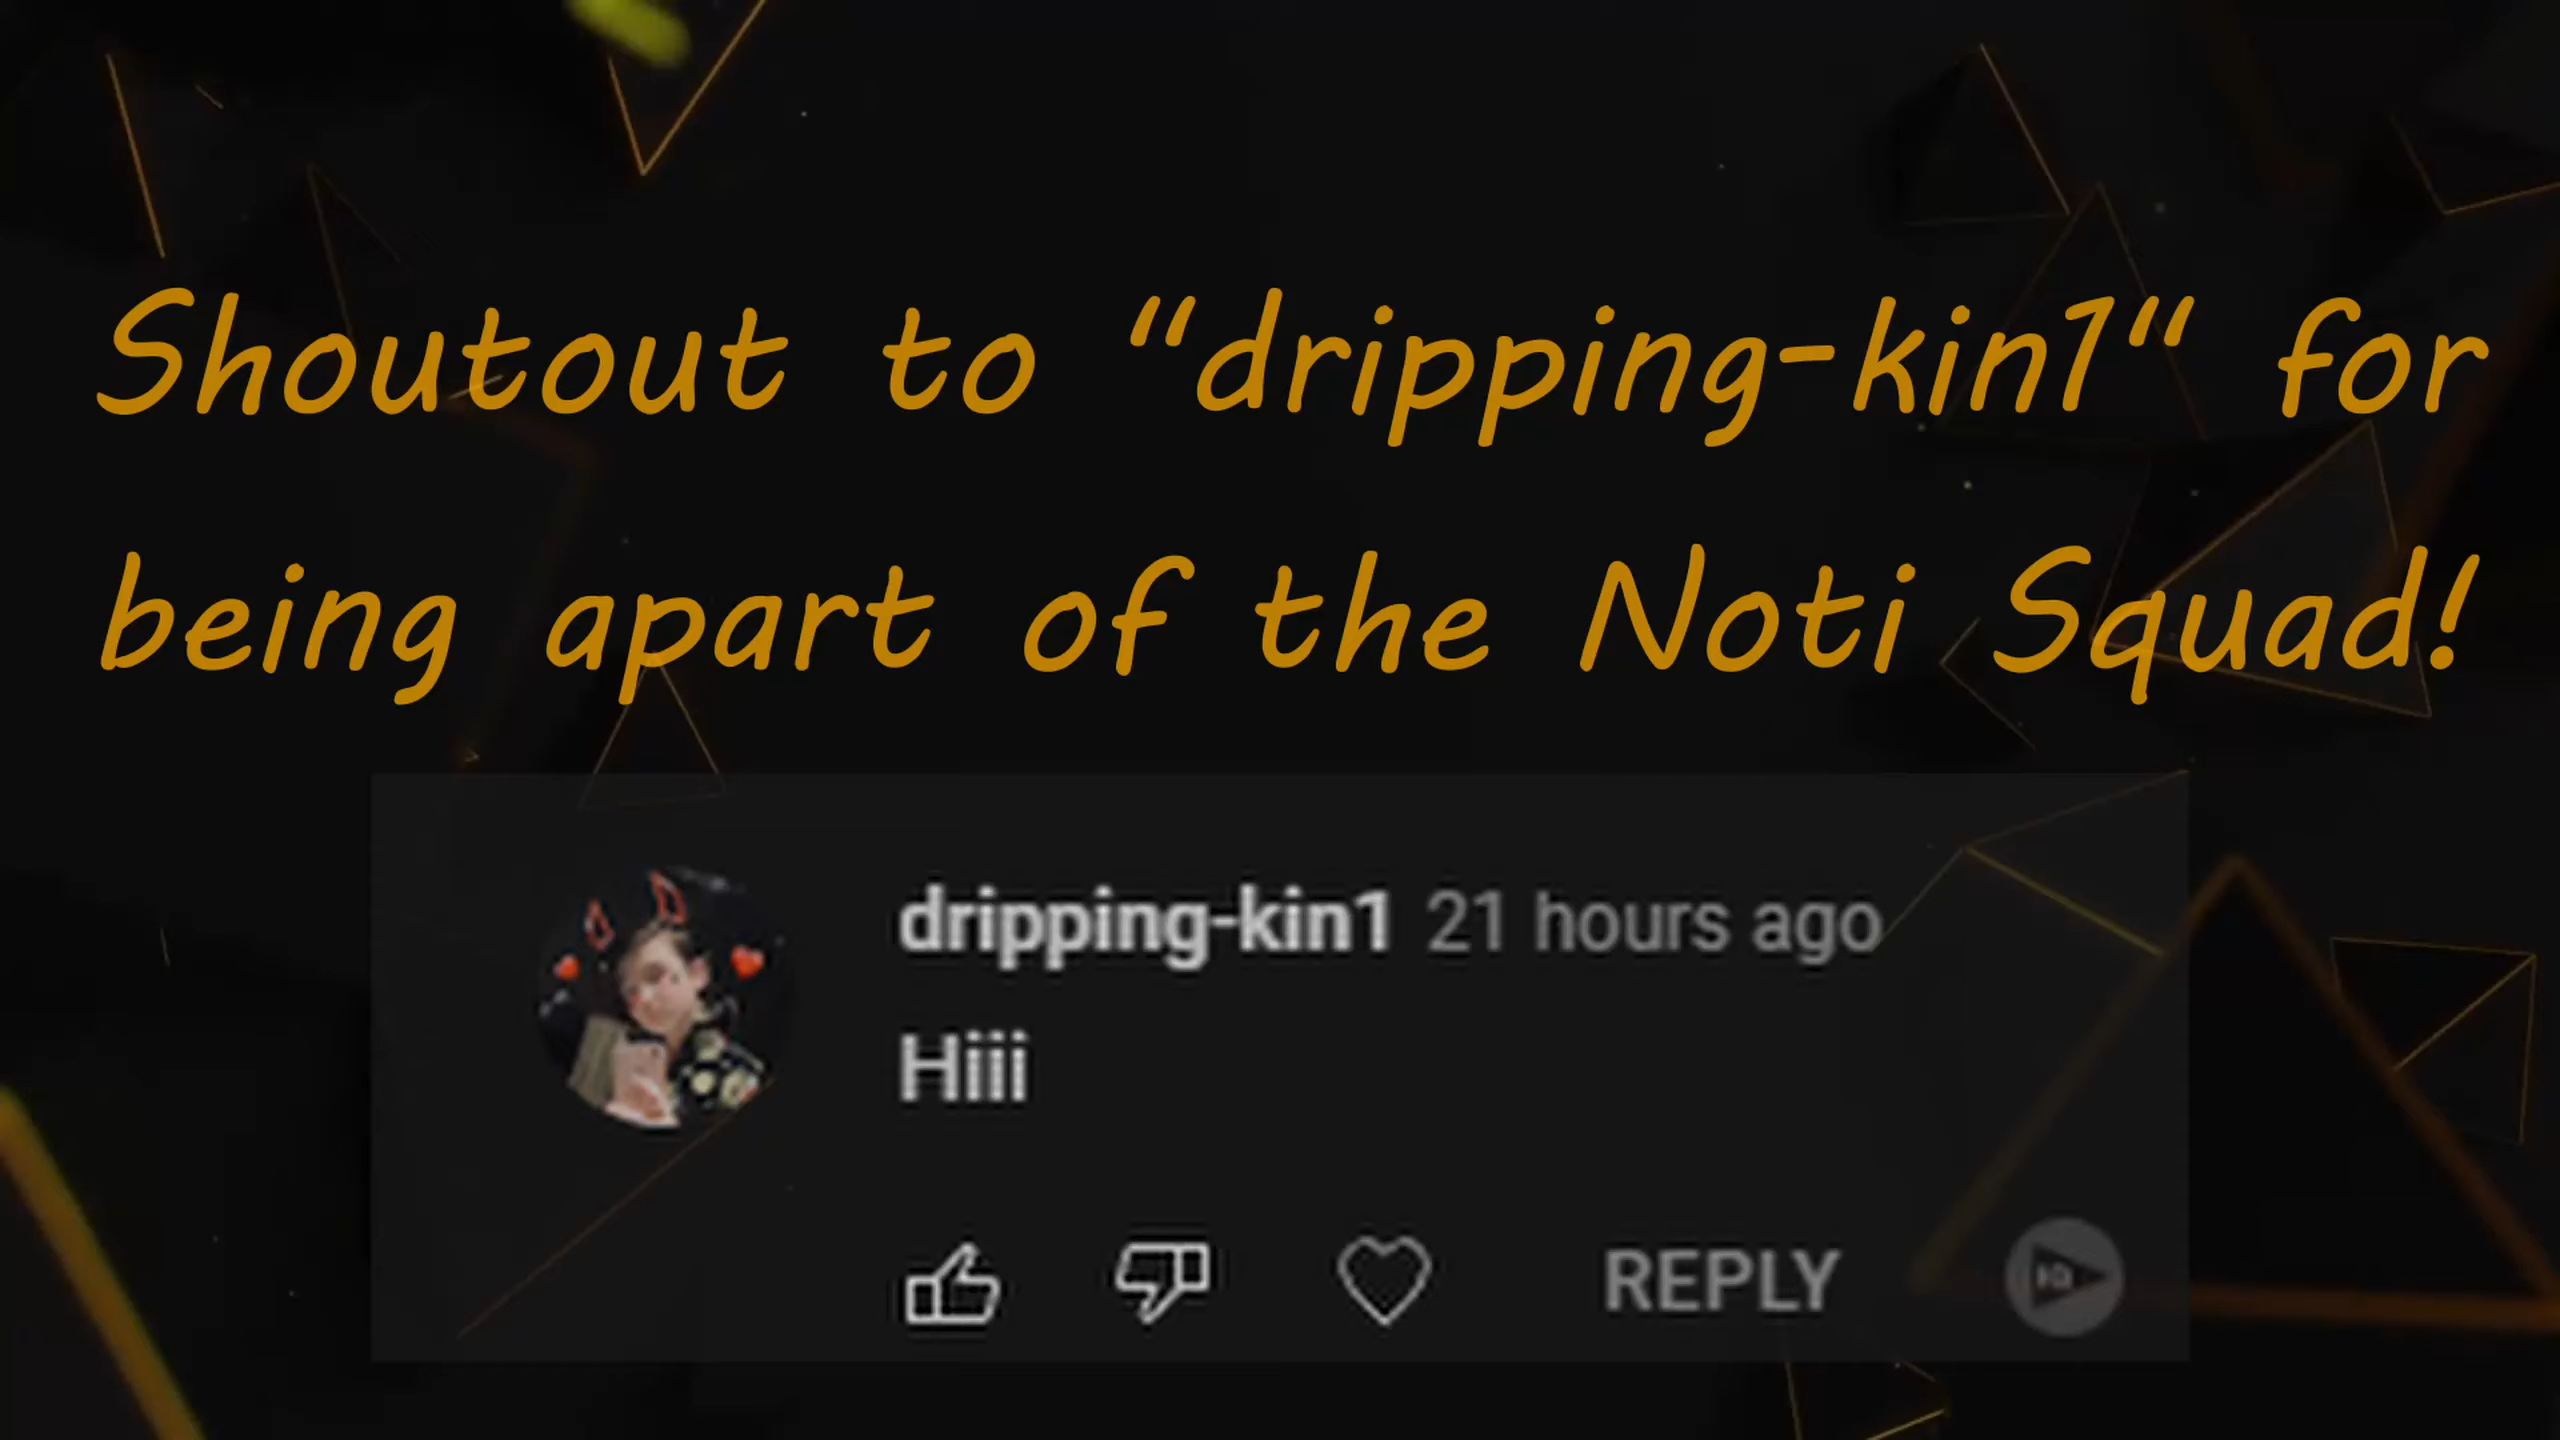 Shoutout to “dripping-kin1“ for
being apart of the Noti Squad!
dripping-kin1 21 hours ago
Hiii
REPLY